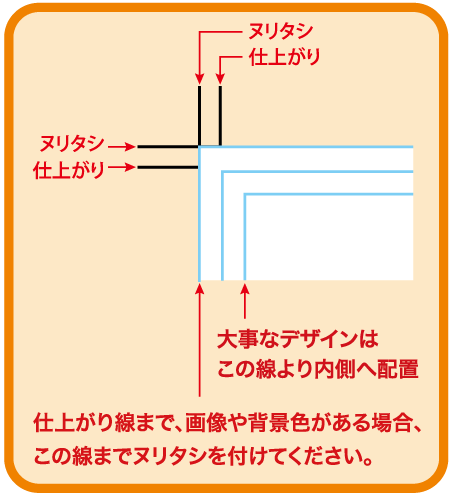 ヌリタシ
仕上がり
ヌリタシ
仕上がり
大事なデザインは
この線より内側へ配置
仕上がり線まで、画像や背景色がある場合、
この線までヌリタシを付けてください。